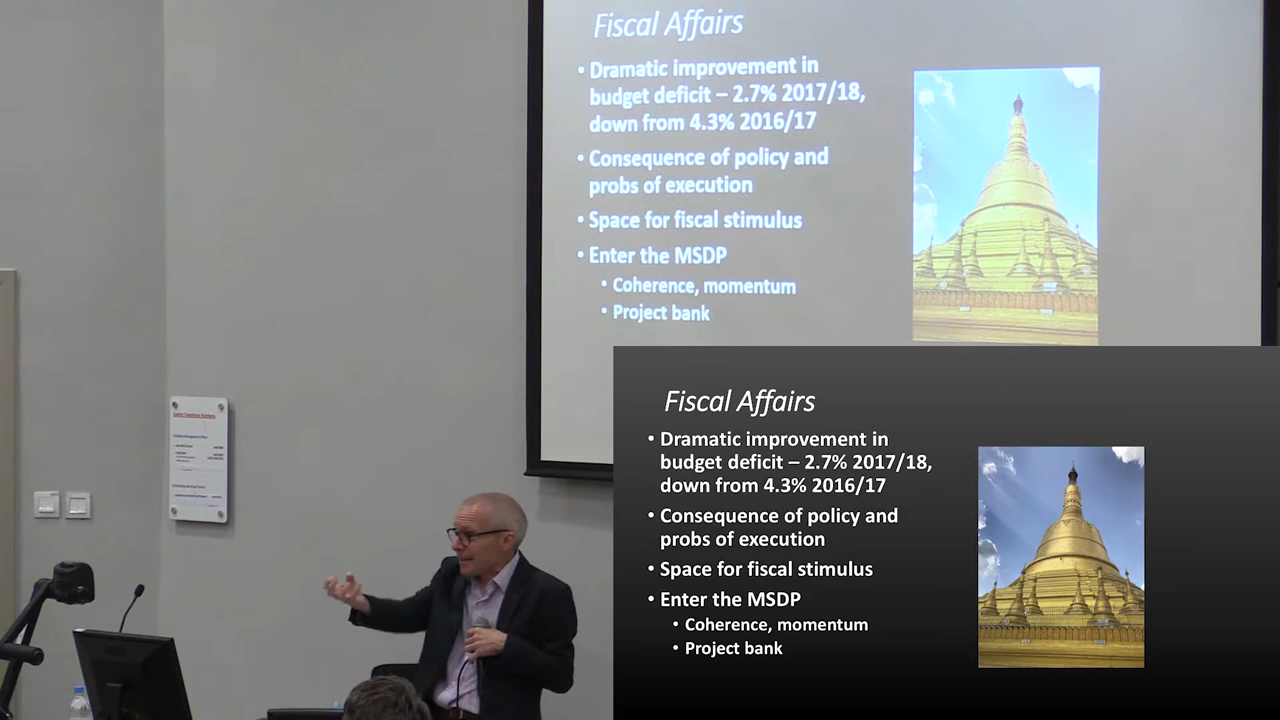 Fiscal Affairs
• Dramatic improvement in
budget deficit – 2.7% 2017/18,
down from 4.3% 2016/17
• Consequence of policy and
probs of execution
• Space for fiscal stimulus
• Enter the MSDP
• Coherence, momentum
• Project bank
Useful Telephone Numbers
Fiscal Affairs
• Dramatic improvement in
budget deficit – 2.7% 2017/18,
down from 4.3% 2016/17
• Consequence of policy and
probs of execution
• Space for fiscal stimulus
• Enter the MSDP
• Coherence, momentum
• Project bank